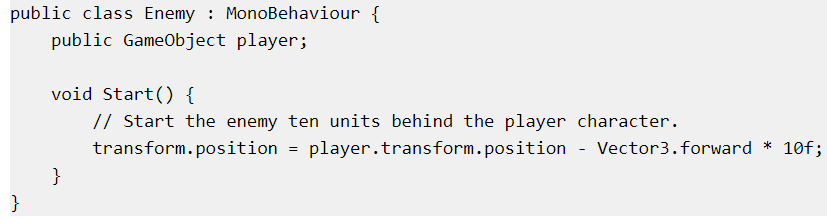 public class Enemy : MonoBehaviour {
    public GameObject player;

    void Start() {
        // Start the enemy ten units behind the player character.
        transform.position = player.transform.position - Vector3.forward * 10f;
    }
}